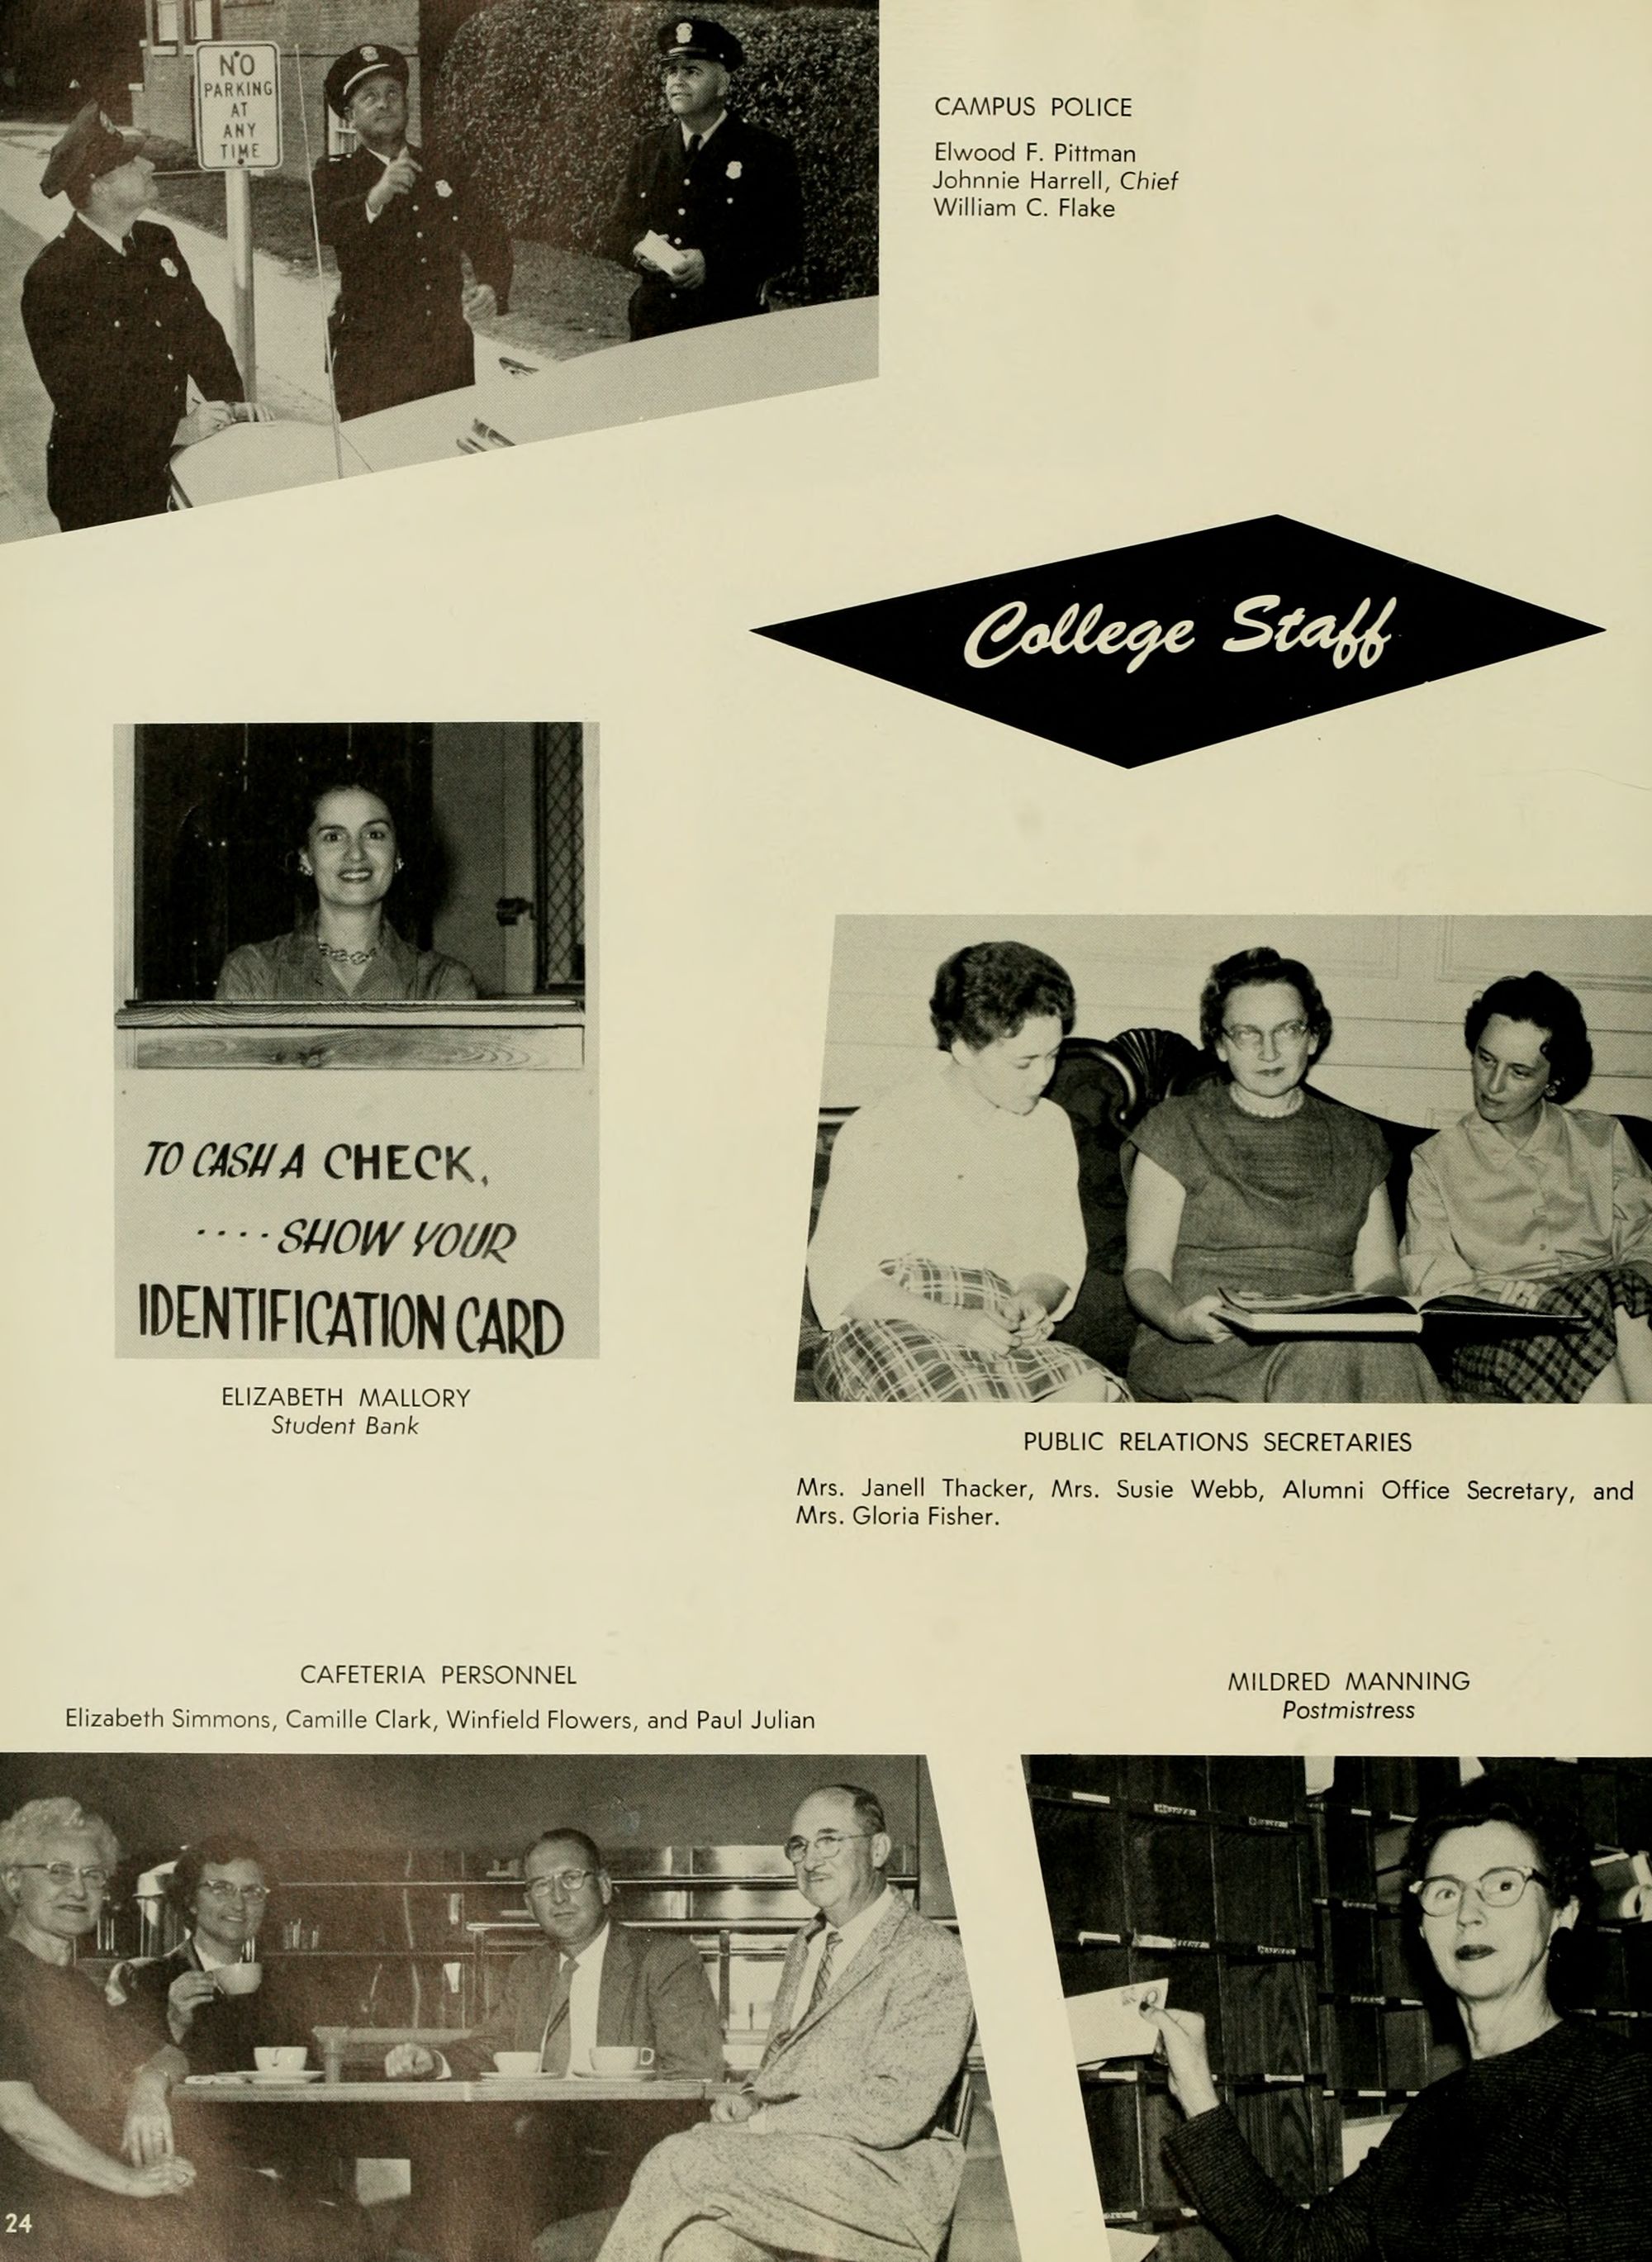 NO
PARKING
AT
ANY
TIME
CAMPUS POLICE
Elwood F. Pittman
Johnnie Harrell, Chief
William C. Flake
College Staff
TO CASH A CHECK,
....SHOW YOUR
IDENTIFICATION CARD
ELIZABETH MALLORY
Student Bank
PUBLIC RELATIONS SECRETARIES
Mrs. Janell Thacker, Mrs. Susie Webb, Alumni Office Secretary, and
Mrs. Gloria Fisher.
CAFETERIA PERSONNEL
Elizabeth Simmons, Camille Clark, Winfield Flowers, and Paul Julian
MILDRED MANNING
Postmistress
24